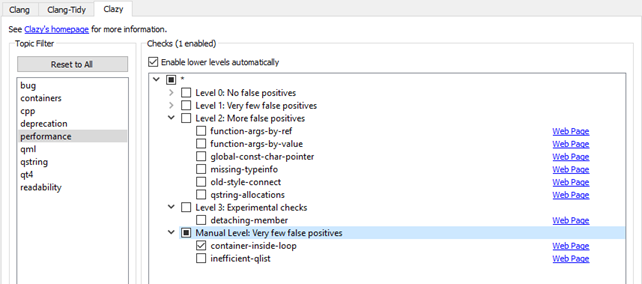 Clang
Clang-Tidy
Clazy
See Clazy's homepage for more information.
Topic Filter
Reset to All
bug
containers
cpp
deprecation
performance
qml
qstring
qt4
readability
Checks (1 enabled)
Enable lower levels automatically
*
Level 0: No false positives
Level 1: Very few false positives
Level 2: More false positives
function-args-by-ref Web Page
function-args-by-value Web Page
global-const-char-pointer Web Page
missing-typeinfo Web Page
old-style-connect Web Page
qstring-allocations Web Page
Level 3: Experimental checks
detaching-member Web Page
Manual Level: Very few false positives
container-inside-loop Web Page
inefficient-qlist Web Page